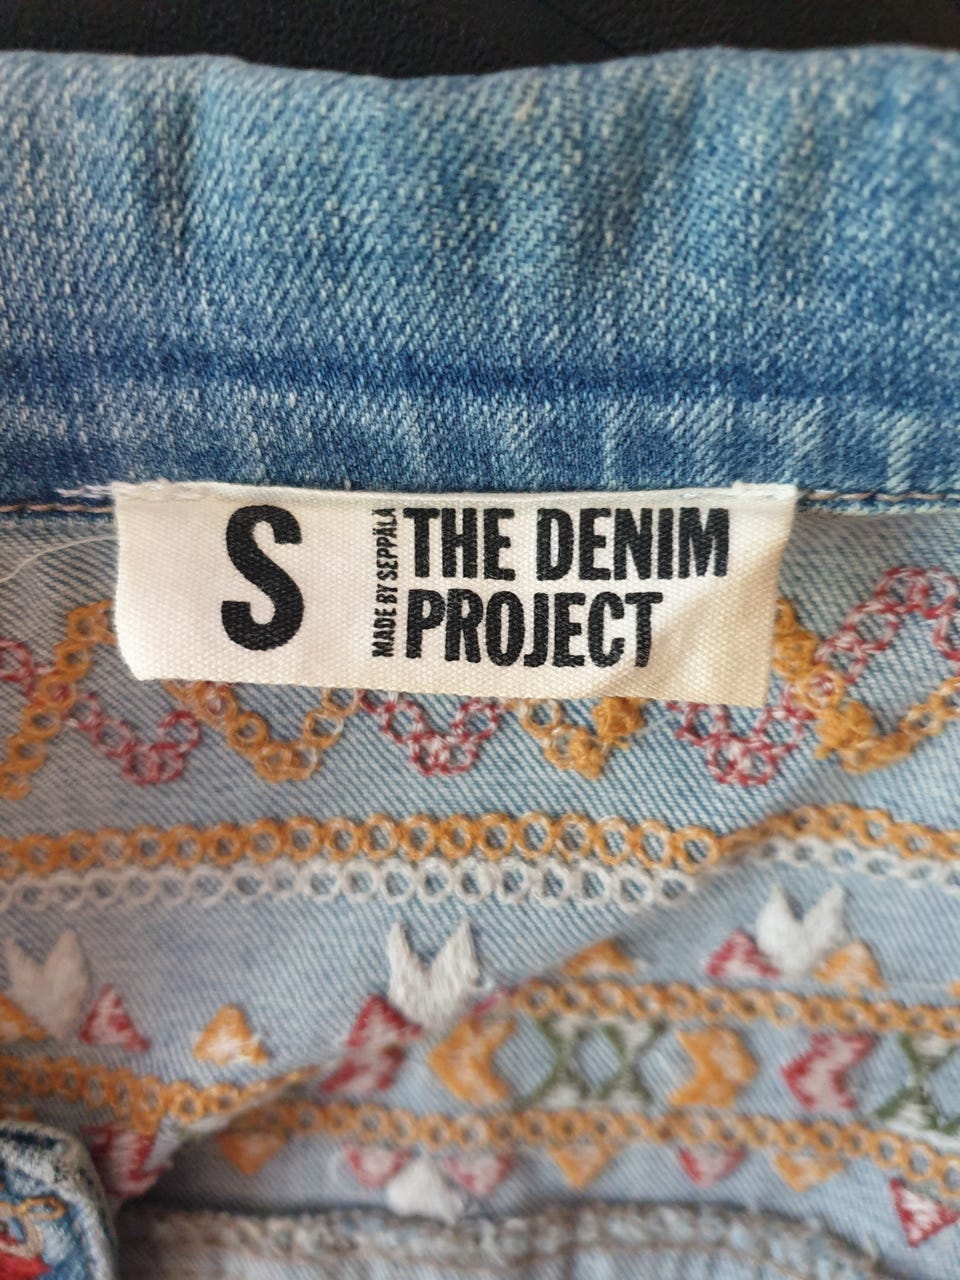 S
MADE BY SEPPÄLÄ
THE DENIM
PROJECT